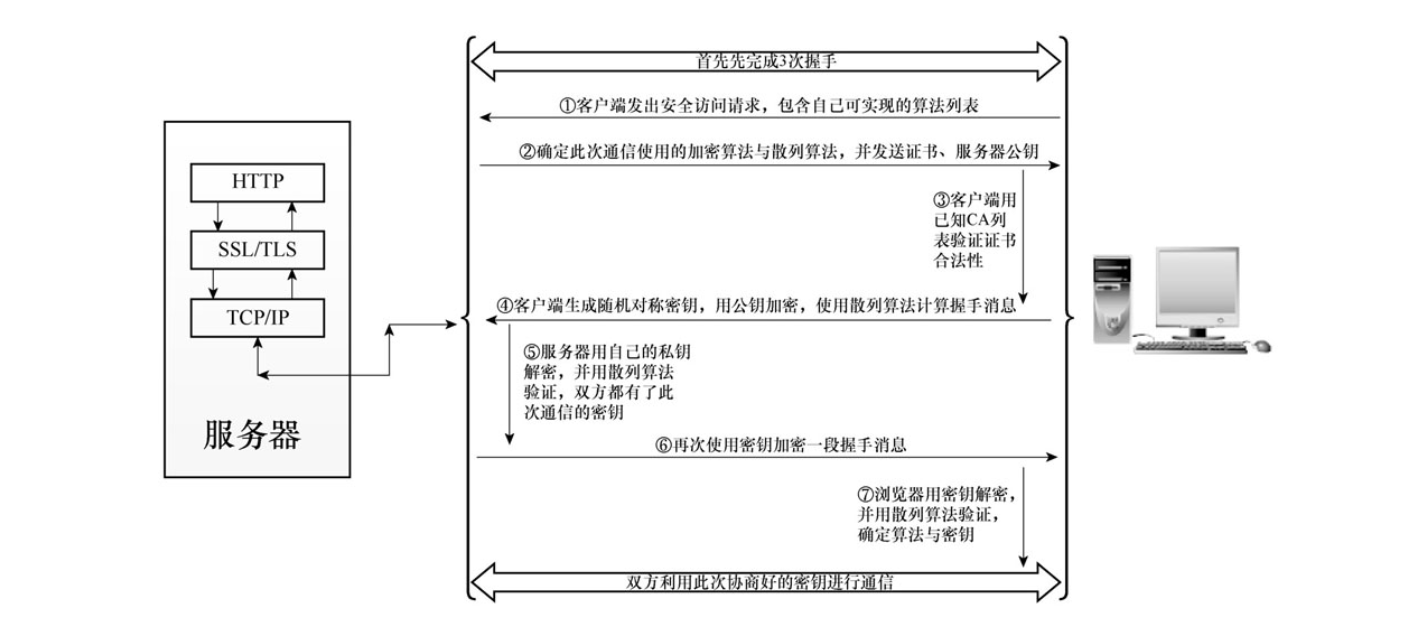 首先先完成3次握手
①客户端发出安全访问请求，包含自己可实现的算法列表
②确定此次通信使用的加密算法与散列算法，并发送证书、服务器公钥
③客户端用
已知CA列
表验证证书
合法性
HTTP
SSL/TLS
TCP/IP
服务器
④客户端生成随机对称密钥，用公钥加密，使用散列算法计算握手消息
⑤服务器用自己的私钥
解密，并用散列算法
验证，双方都有了此
次通信的密钥
⑥再次使用密钥加密一段握手消息
⑦浏览器用密钥解密，
并用散列算法验证，
确定算法与密钥
双方利用此次协商好的密钥进行通信